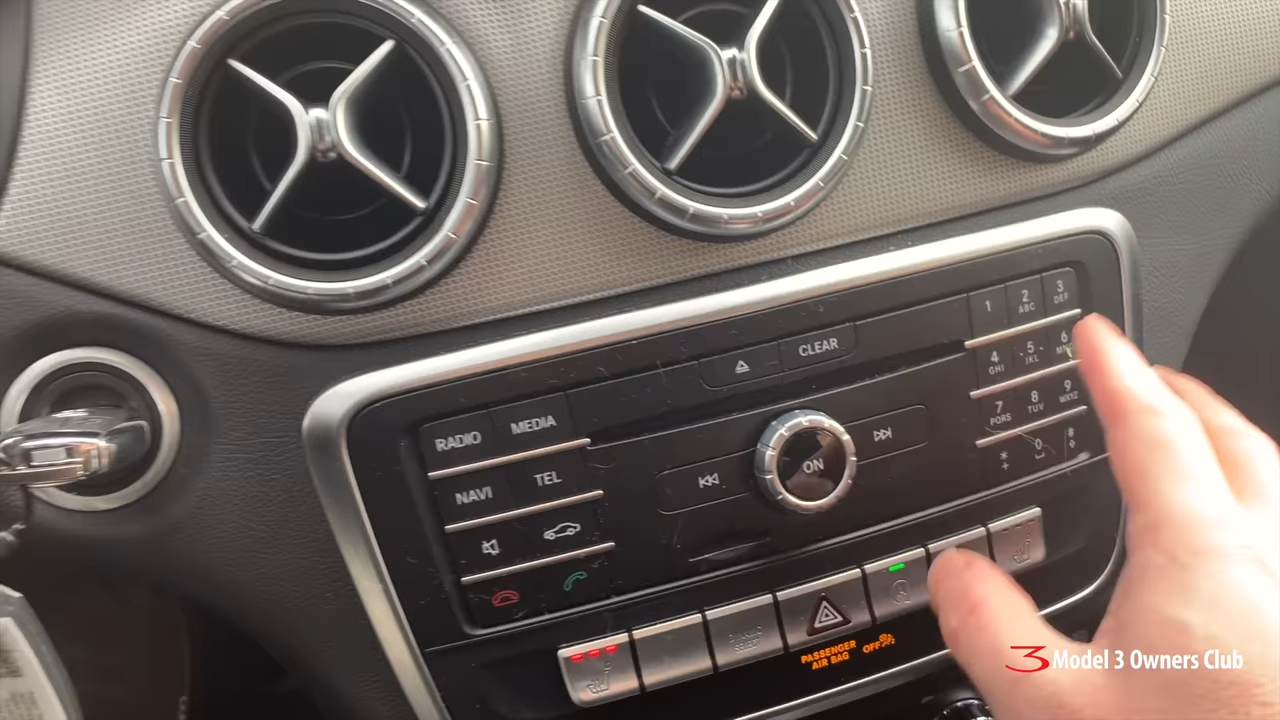 RADIO
MEDIA
NAVI
TEL
CLEAR
ON
1
2
ABC
3
DEF
4
GHI
5
JKL
6
7
PQRS
8
TUV
9
WXYZ
*
+
0
#
PASSENGER
AIR BAG
OFF
3 Model 3 Owners Club